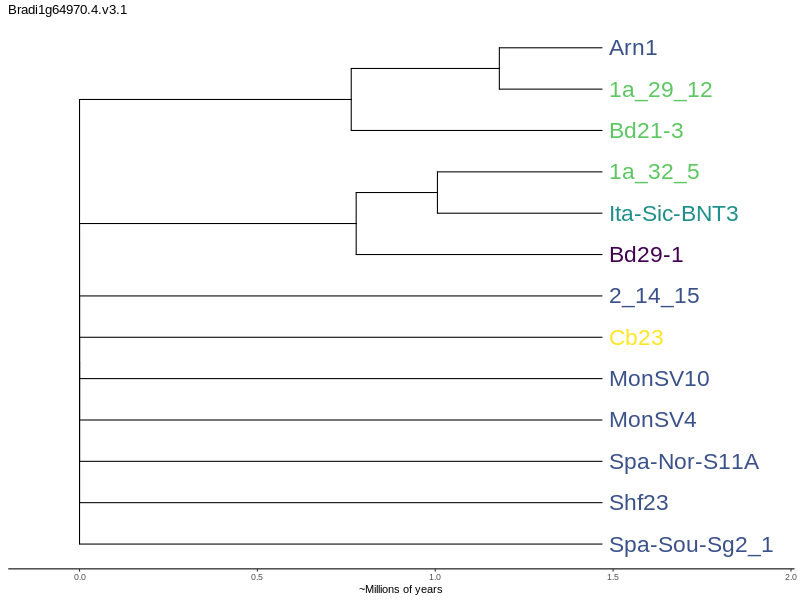 Bradi1g64970.4.v3.1
Arn1
1a_29_12
Bd21-3
1a_32_5
Ita-Sic-BNT3
Bd29-1
2_14_15
Cb23
MonSV10
MonSV4
Spa-Nor-S11A
Shf23
Spa-Sou-Sg2_1
0.0 0.5 1.0 1.5 2.0
~Millions of years